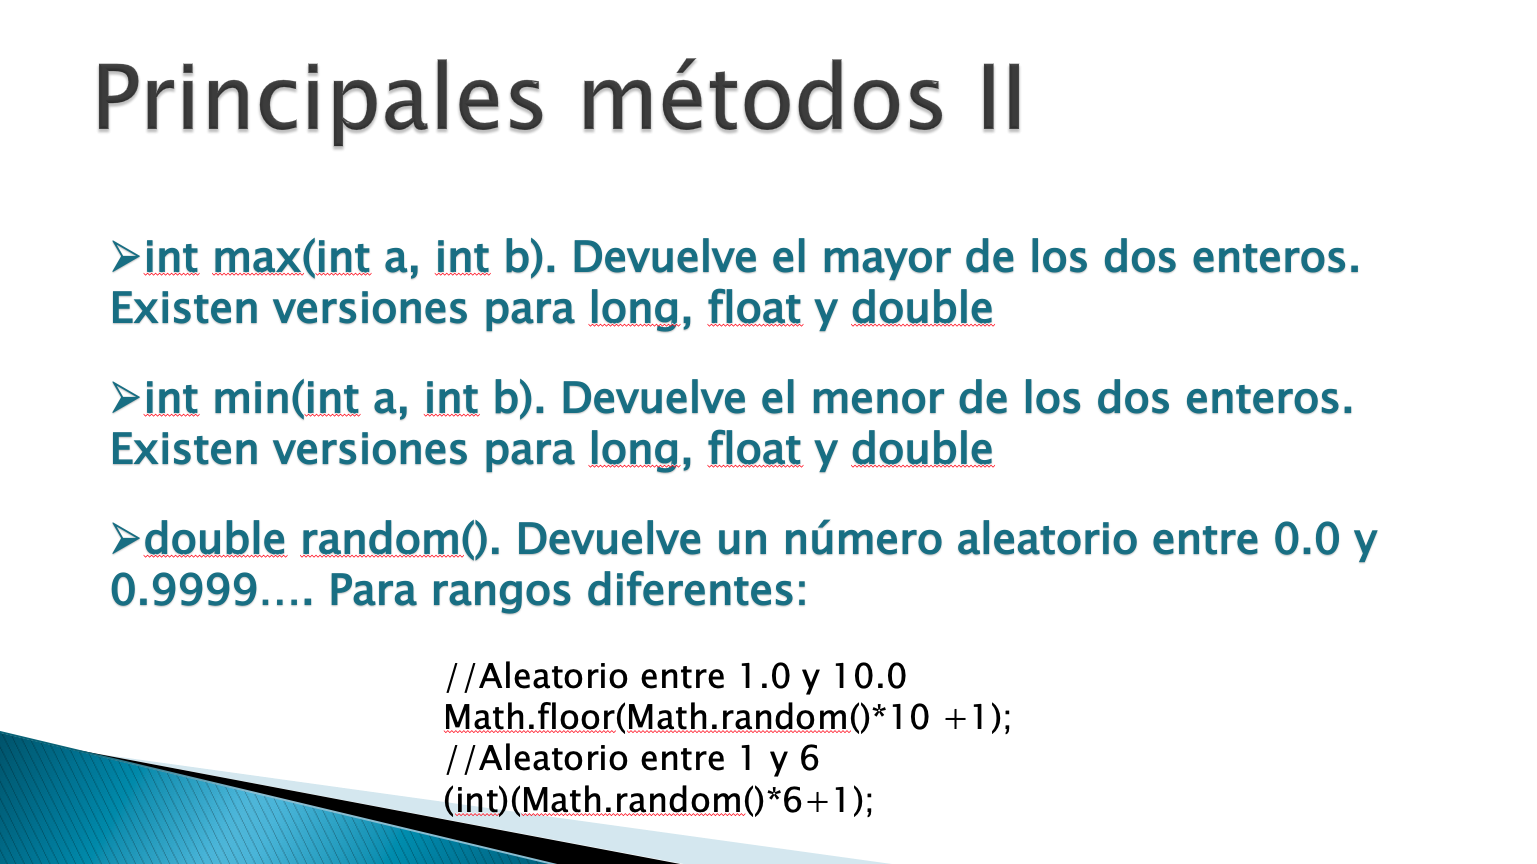 Principales métodos II
➢int max(int a, int b). Devuelve el mayor de los dos enteros.
Existen versiones para long, float y double
➢int min(int a, int b). Devuelve el menor de los dos enteros.
Existen versiones para long, float y double
➢double random(). Devuelve un número aleatorio entre 0.0 y
0.9999.... Para rangos diferentes:
//Aleatorio entre 1.0 y 10.0
Math.floor(Math.random()*10 +1);
//Aleatorio entre 1 y 6
(int)(Math.random()*6+1);